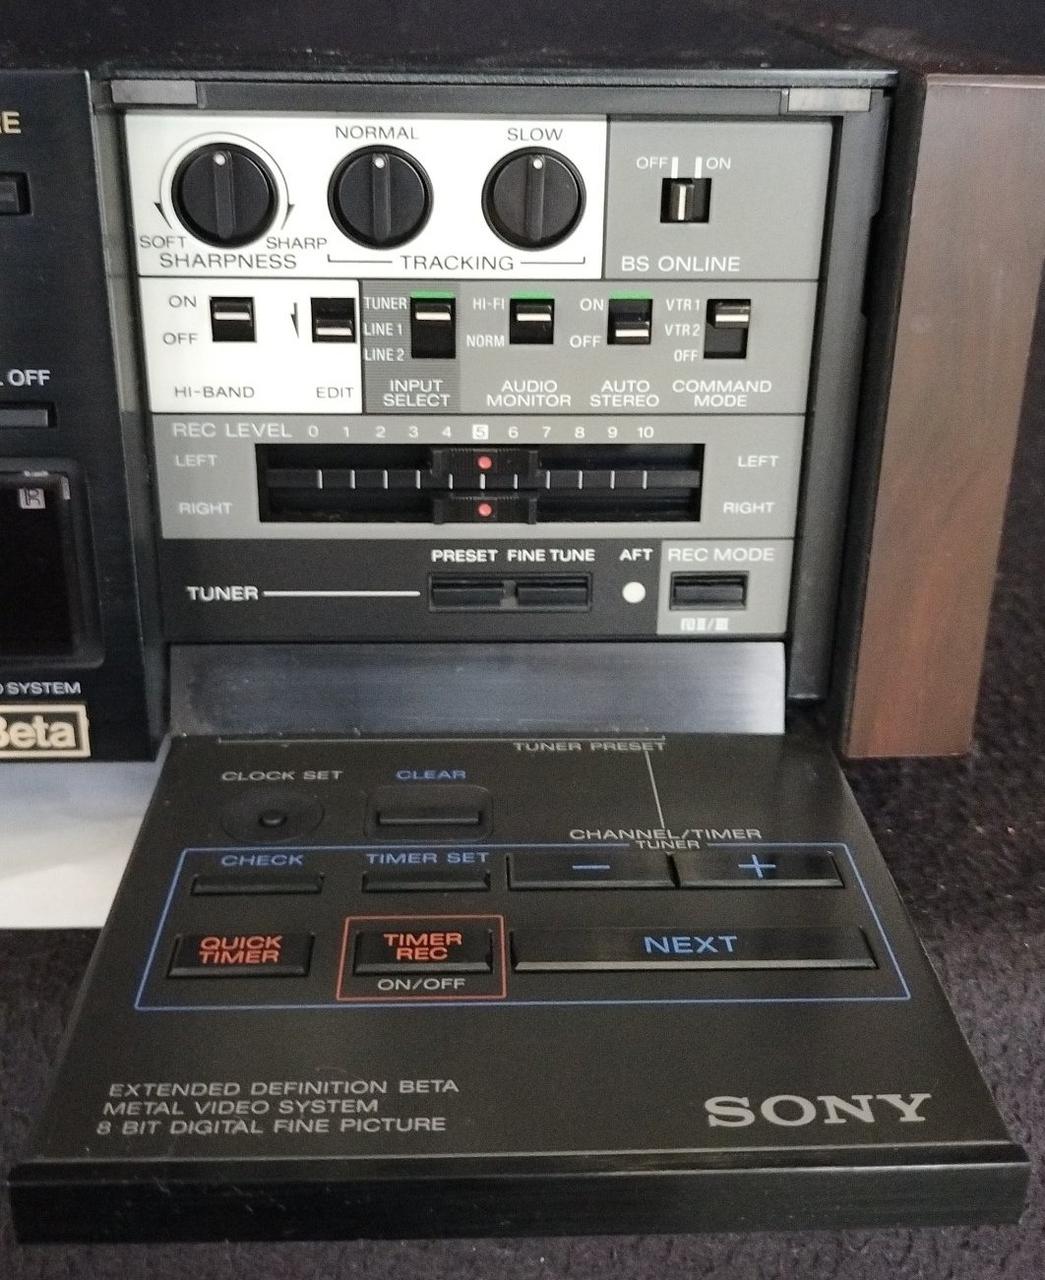 E
NORMAL
SLOW
OFF
ON
SOFT
SHARP
SHARPNESS
TRACKING
BS ONLINE
ON
OFF
HI-BAND
EDIT
TUNER
LINE 1
LINE 2
INPUT
SELECT
HI-FI
NORM
AUDIO
MONITOR
ON
OFF
AUTO
STEREO
VTR 1
VTR 2
OFF
COMMAND
MODE
OFF
REC LEVEL 0 1 2 3 4 5 6 7 8 9 10
LEFT
LEFT
RIGHT
RIGHT
R
PRESET FINE TUNE
AFT
REC MODE
TUNER
SYSTEM
Beta
TUNER PRESET
CLOCK SET
CLEAR
CHANNEL/TIMER
TUNER
CHECK
TIMER SET
− +
QUICK
TIMER
TIMER
REC
ON/OFF
NEXT
EXTENDED DEFINITION BETA
METAL VIDEO SYSTEM
8 BIT DIGITAL FINE PICTURE
SONY